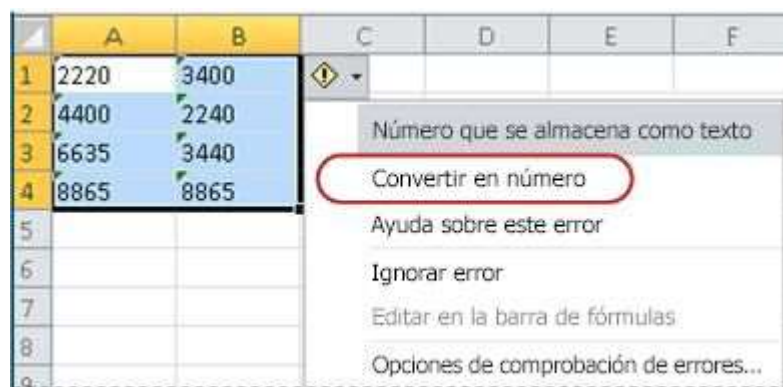 A B C D E F
1 2220 3400
2 4400 2240
3 6635 3440
4 8865 8865
5
6
7
8
9
Número que se almacena como texto
Convertir en número
Ayuda sobre este error
Ignorar error
Editar en la barra de fórmulas
Opciones de comprobación de errores...